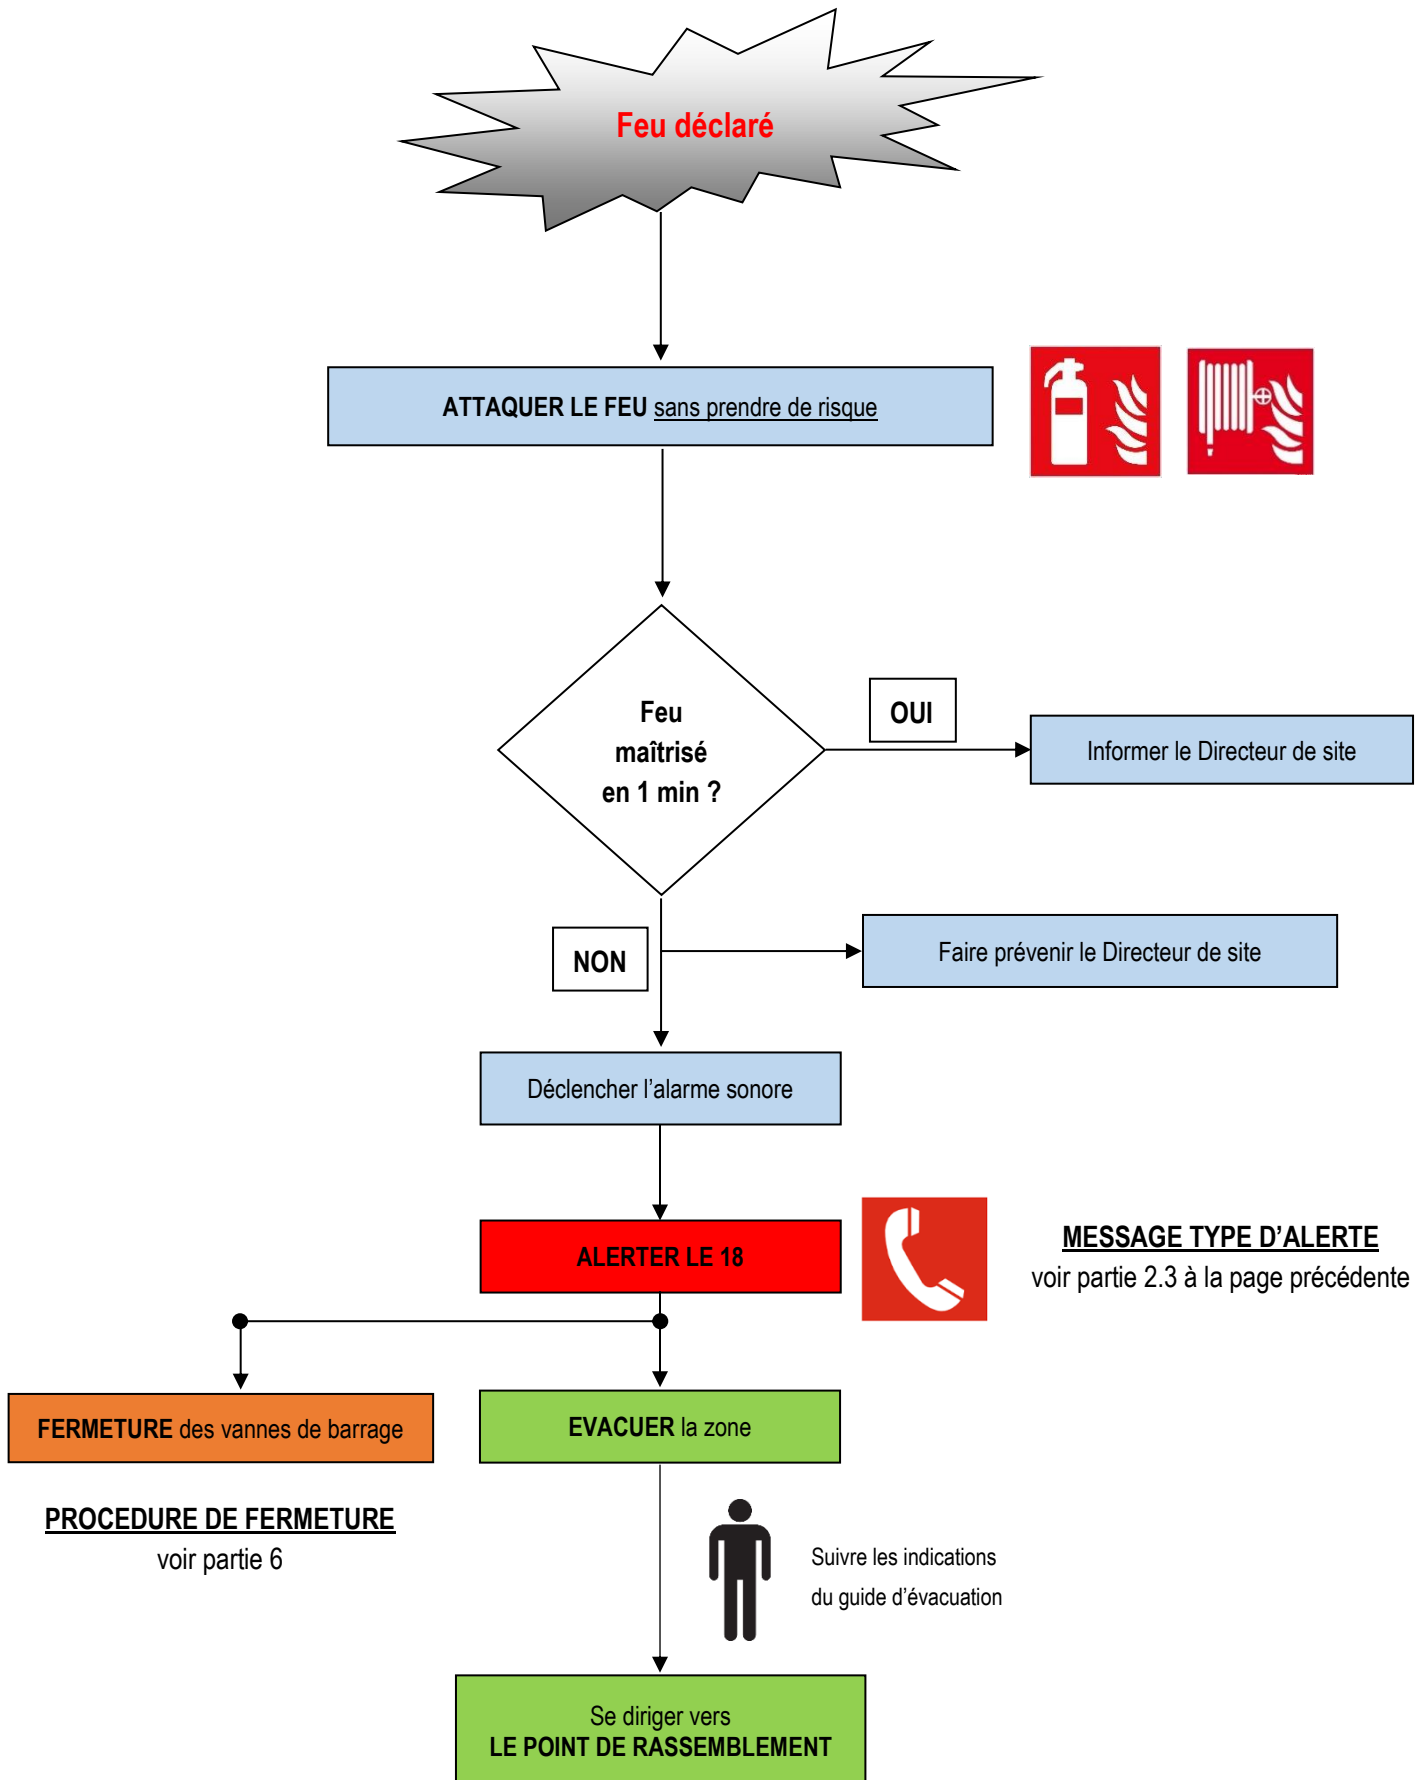 Feu déclaré
ATTAQUER LE FEU sans prendre de risque
Feu
maîtrisé
en 1 min ?
OUI
Informer le Directeur de site
NON
Faire prévenir le Directeur de site
Déclencher l’alarme sonore
ALERTER LE 18
MESSAGE TYPE D’ALERTE
voir partie 2.3 à la page précédente
FERMETURE des vannes de barrage
EVACUER la zone
PROCEDURE DE FERMETURE
voir partie 6
Suivre les indications
du guide d’évacuation
Se diriger vers
LE POINT DE RASSEMBLEMENT